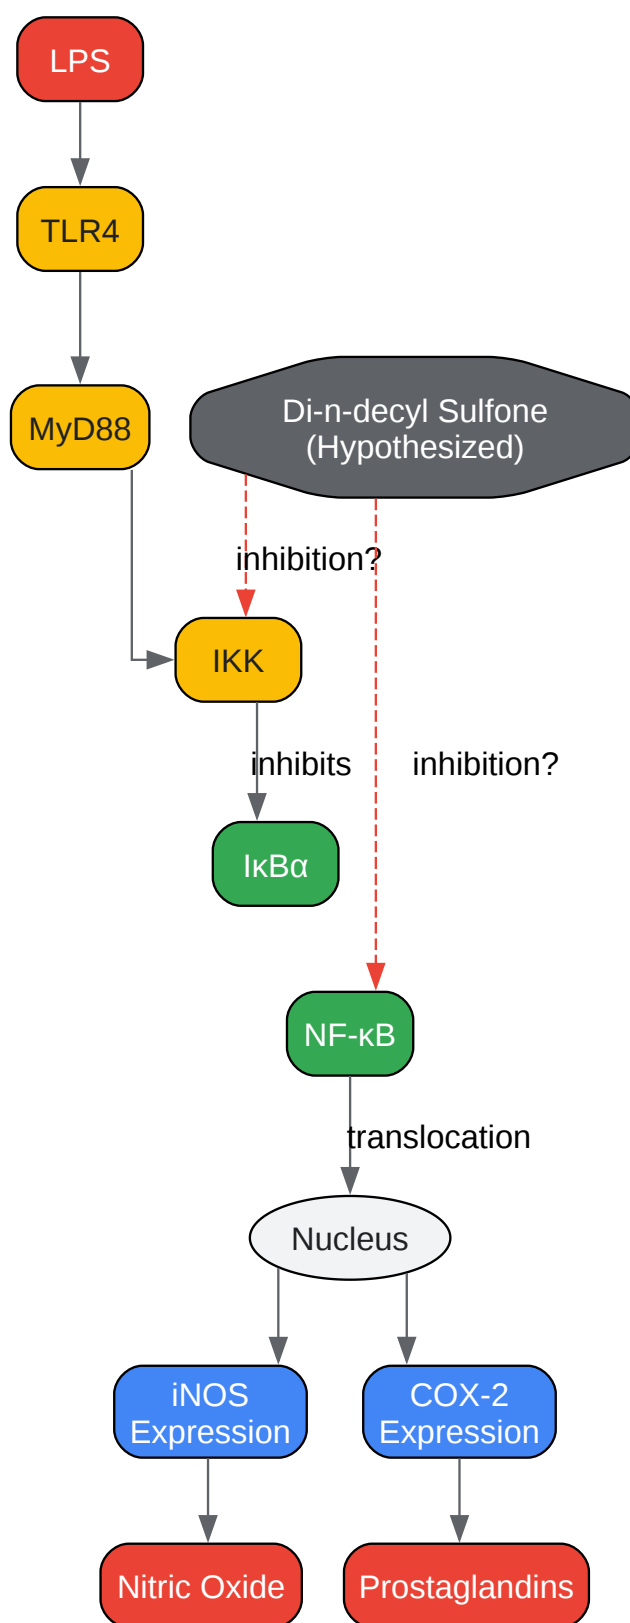 LPS
TLR4
MyD88
Di-n-decyl Sulfone
(Hypothesized)
inhibition?
IKK
inhibits
inhibition?
IκBα
NF-κB
translocation
Nucleus
iNOS
Expression
COX-2
Expression
Nitric Oxide
Prostaglandins